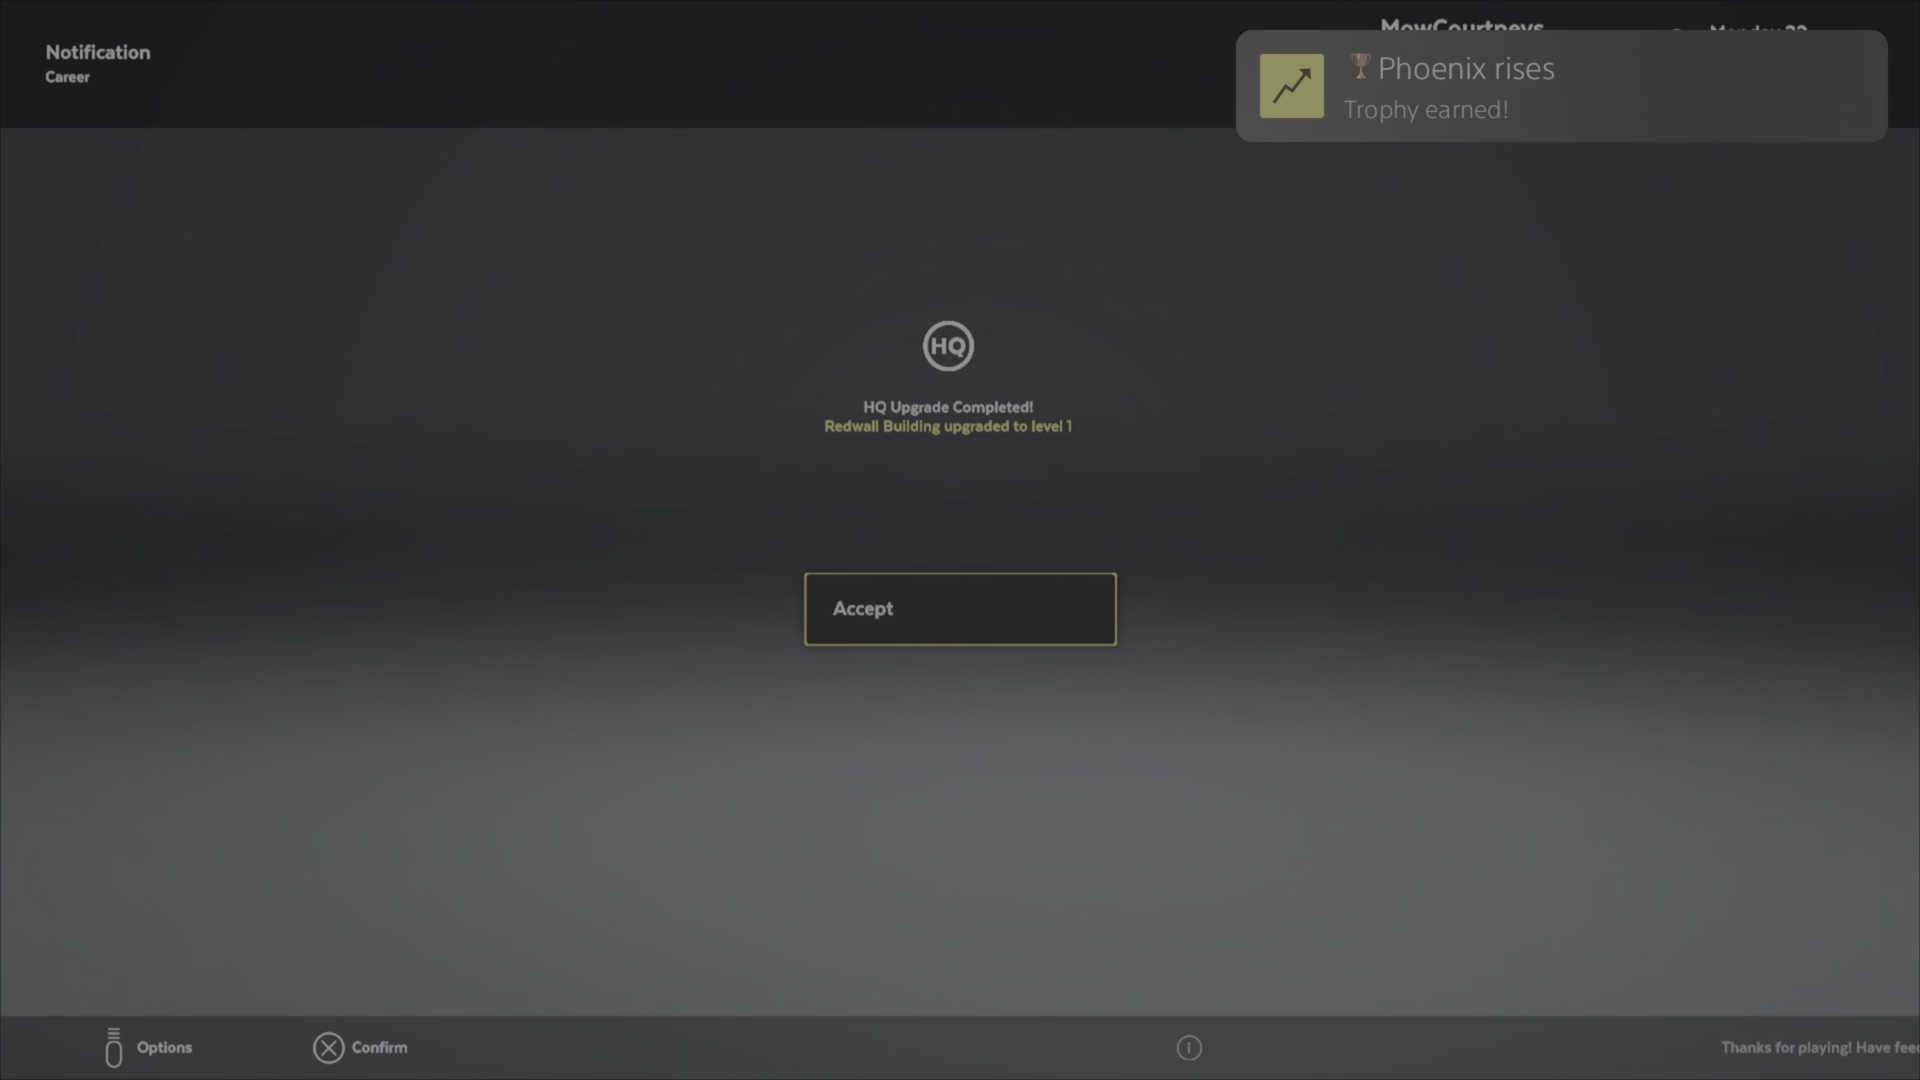 Notification
Career
MowCourtneys
Phoenix rises
Trophy earned!
HQ
HQ Upgrade Completed!
Redwall Building upgraded to level 1
Accept
Options
Confirm
Thanks for playing! Have